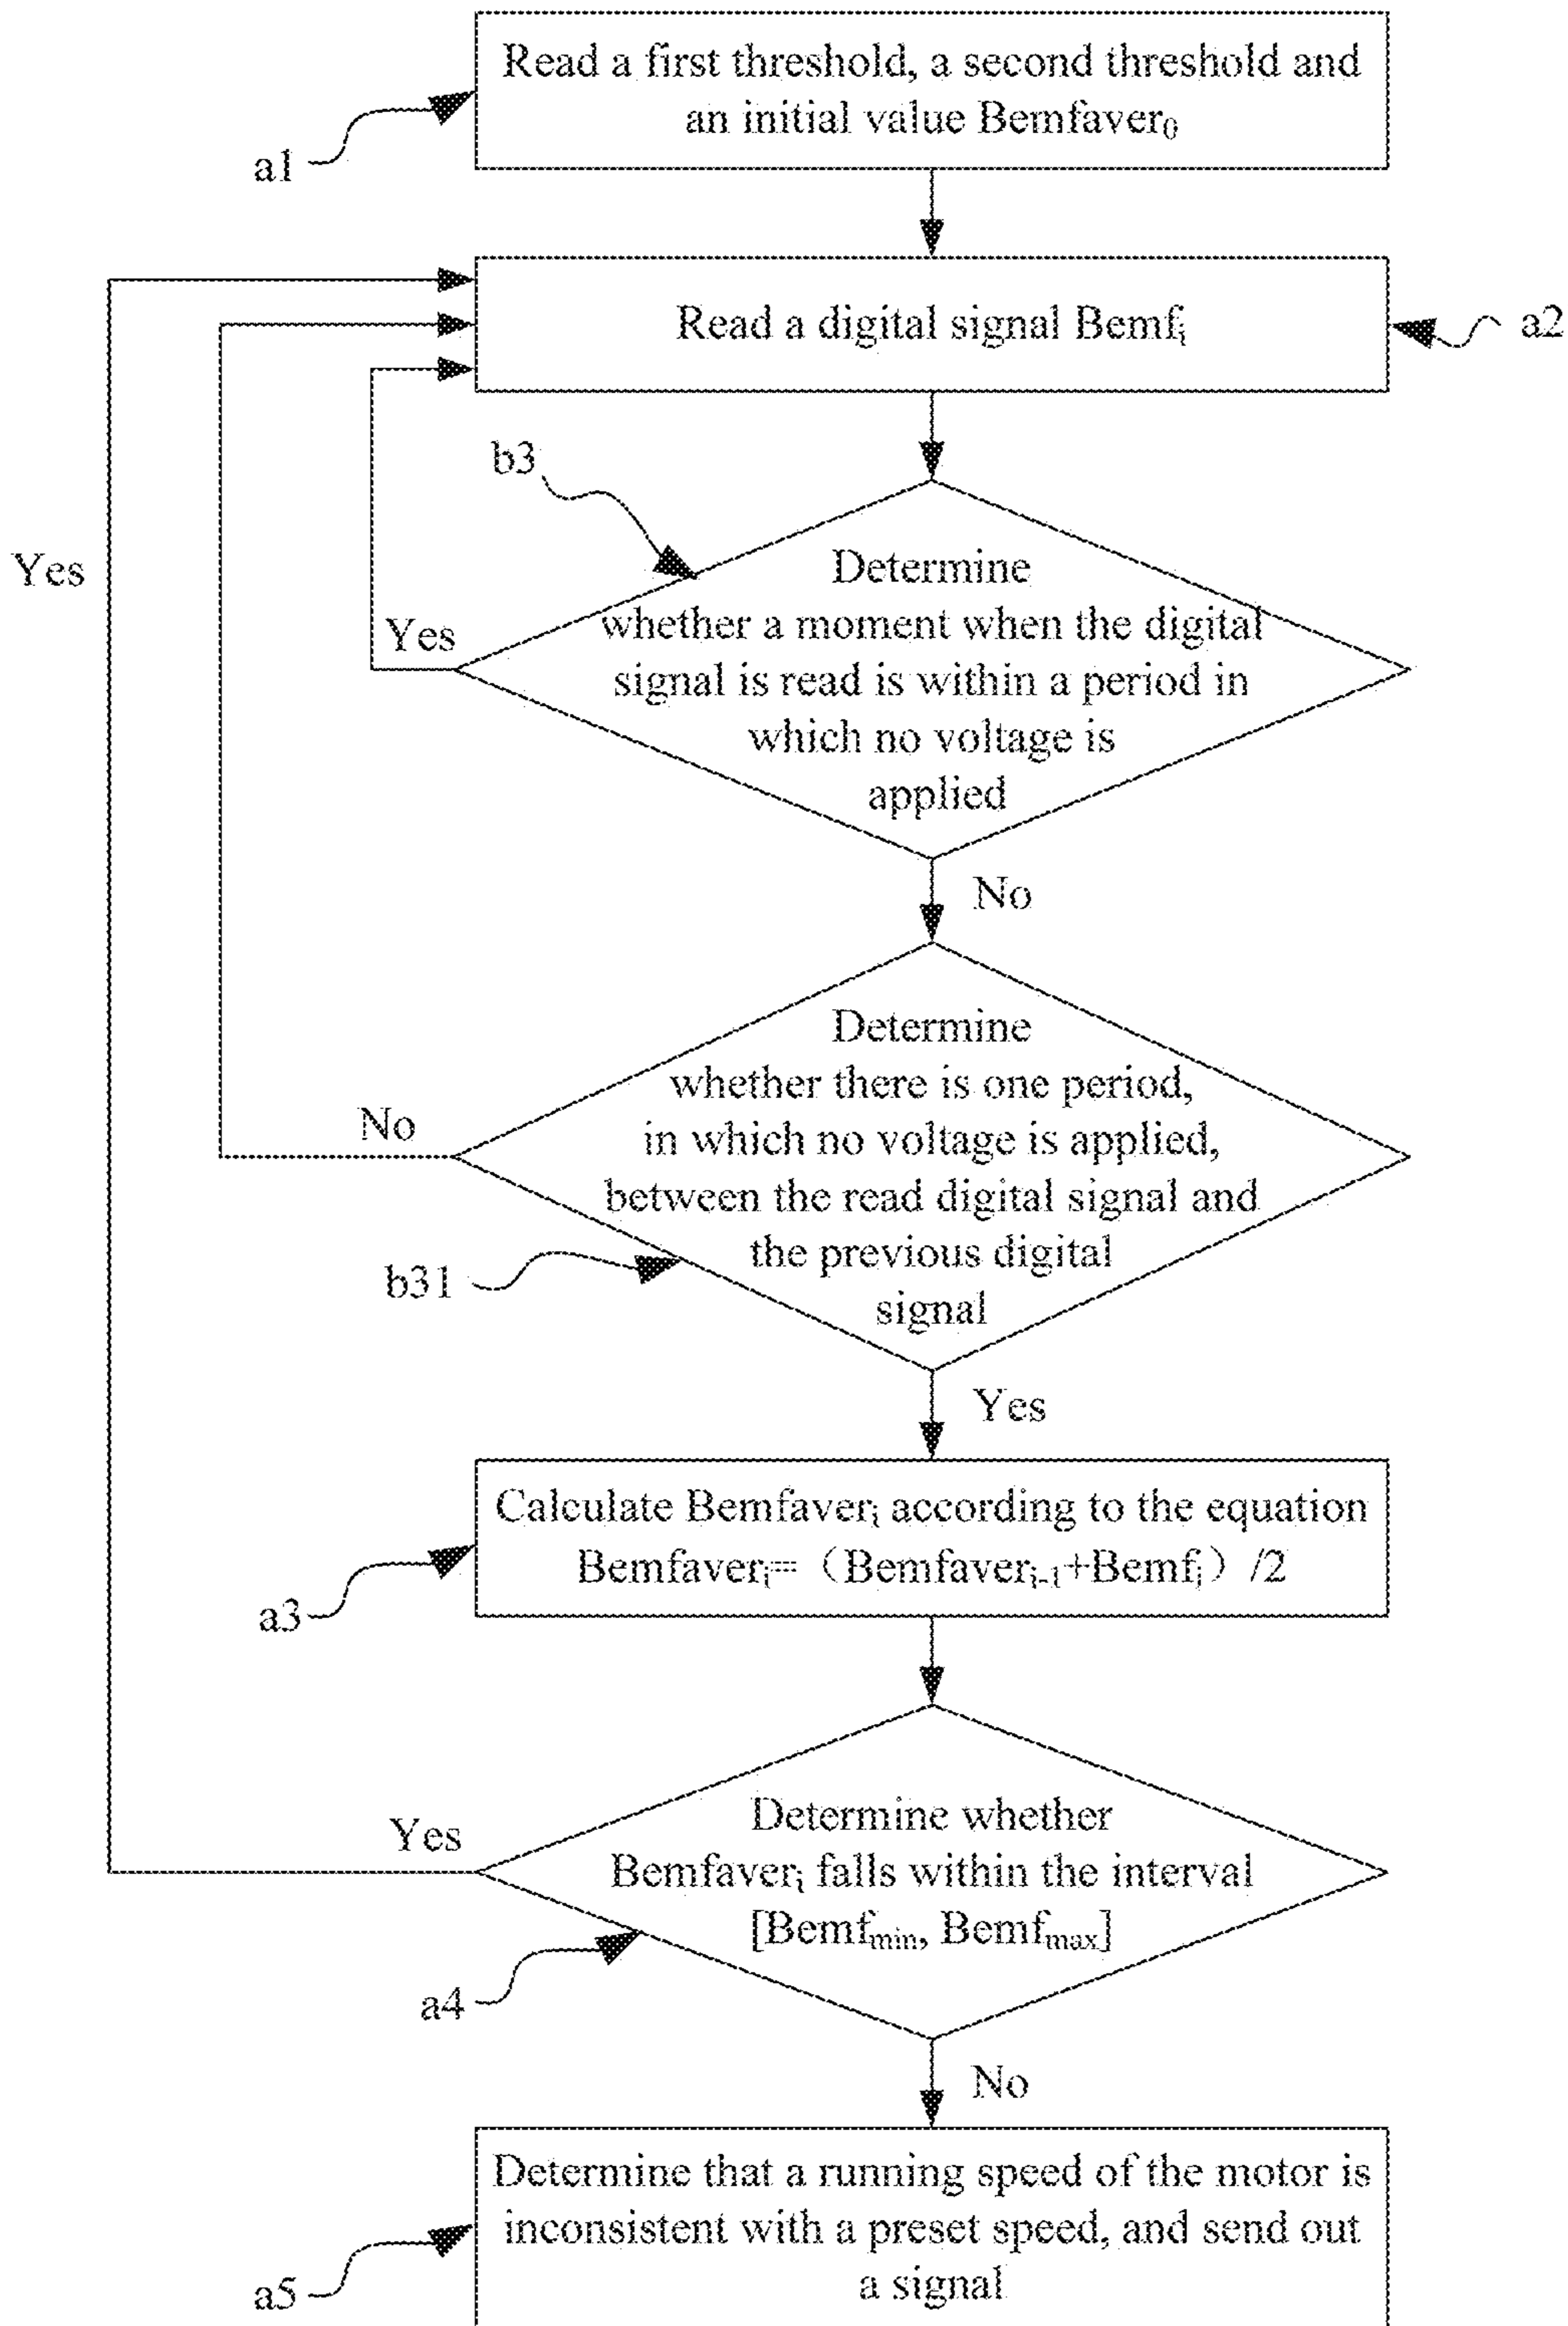 Read a first threshold, a second threshold and
an initial value Bemfaver₀
a1
Read a digital signal Bemfᵢ
a2
b3
Yes
Determine
whether a moment when the digital
signal is read is within a period in
which no voltage is
applied
Yes
No
Determine
whether there is one period,
in which no voltage is applied,
between the read digital signal and
the previous digital
signal
No
b31
Yes
Calculate Bemfaverᵢ according to the equation
Bemfaverᵢ=（Bemfaverᵢ₋₁+Bemfᵢ）/2
a3
Determine whether
Bemfaverᵢ falls within the interval
[Bemfmin, Bemfmax]
Yes
a4
No
Determine that a running speed of the motor is
inconsistent with a preset speed, and send out
a signal
a5